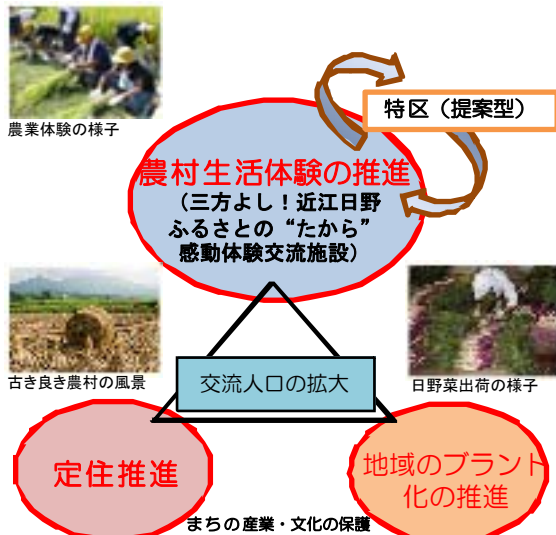 特区（提案型）
農業体験の様子
農村生活体験の推進
（三方よし！近江日野
ふるさとの“たから”
感動体験交流施設）
古き良き農村の風景
交流人口の拡大
日野菜出荷の様子
定住推進
地域のブランド
化の推進
まちの産業・文化の保護